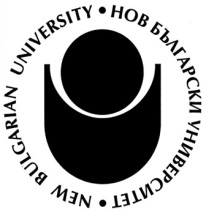 NEW BULGARIAN UNIVERSITY • НОВ БЪЛГАРСКИ УНИВЕРСИТЕТ •